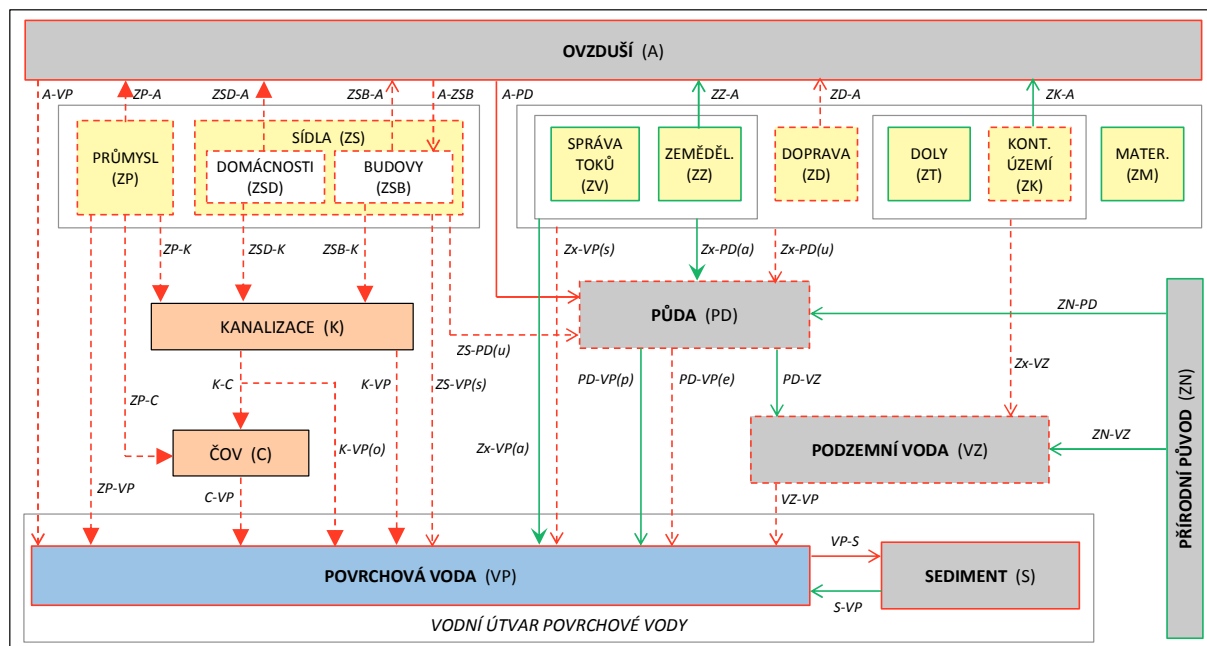 OVZDUŠÍ (A)
A-VP
ZP-A
ZSD-A
ZSB-A
A-ZSB
A-PD
ZZ-A
ZD-A
ZK-A
PRŮMYSL
(ZP)
SÍDLA (ZS)
DOMÁCNOSTI
(ZSD)
BUDOVY
(ZSB)
SPRÁVA
TOKŮ
(ZV)
ZEMĚDĚL.
(ZZ)
DOPRAVA
(ZD)
DOLY
(ZT)
KONT.
ÚZEMÍ
(ZK)
MATER.
(ZM)
ZP-K
ZSD-K
ZSB-K
Zx-VP(s)
Zx-PD(a)
Zx-PD(u)
KANALIZACE (K)
PŮDA (PD)
ZN-PD
ZS-PD(u)
Zx-VZ
K-C
K-VP
ZS-VP(s)
PD-VP(p)
PD-VP(e)
PD-VZ
ZP-C
ČOV (C)
K-VP(o)
Zx-VP(a)
PODZEMNÍ VODA (VZ)
ZN-VZ
PŘÍRODNÍ PŮVOD (ZN)
ZP-VP
C-VP
VZ-VP
POVRCHOVÁ VODA (VP)
VP-S
SEDIMENT (S)
S-VP
VODNÍ ÚTVAR POVRCHOVÉ VODY